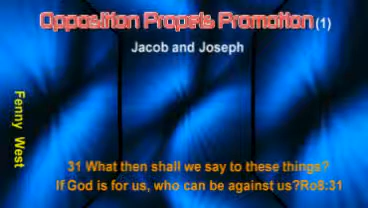 Opposition Propels Promotion (1)
Jacob and Joseph
Fenny West
31 What then shall we say to these things?
If God is for us, who can be against us?Ro8:31